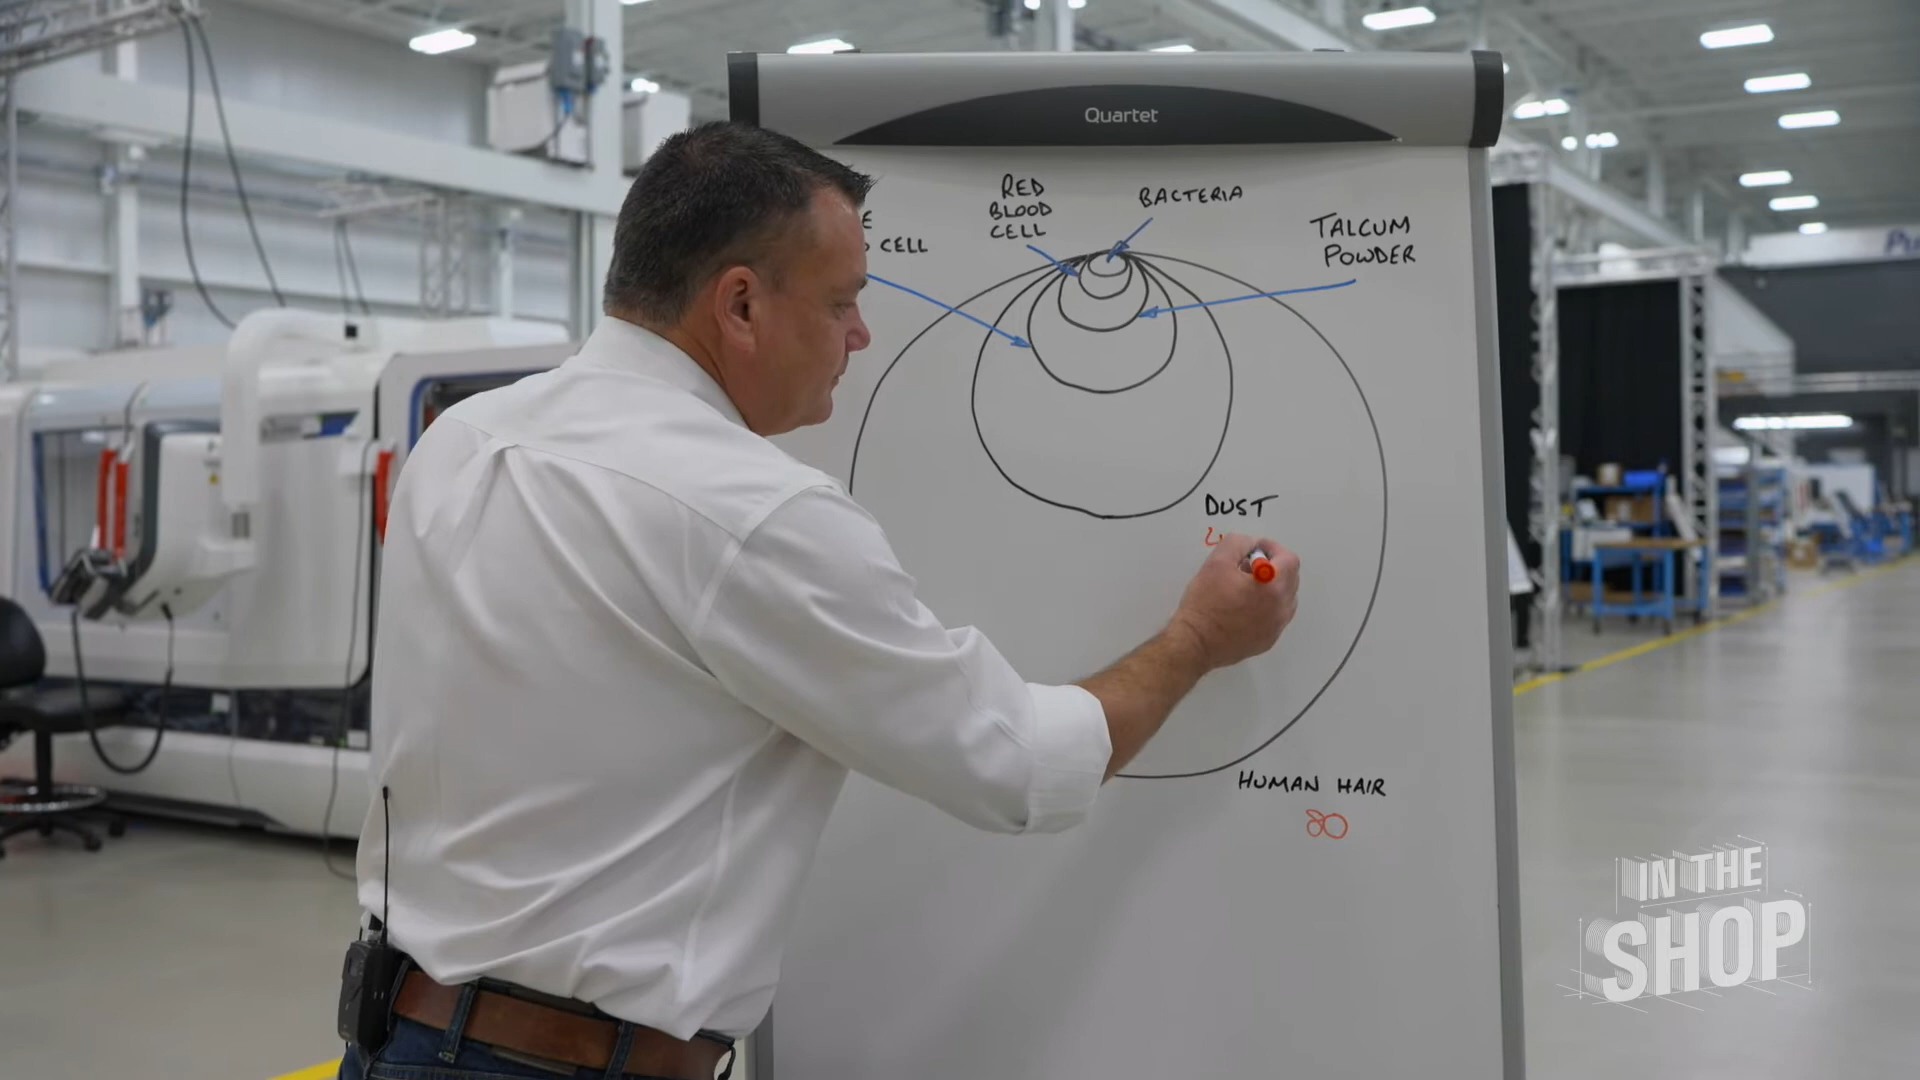 Quartet
RED
BLOOD
CELL
BACTERIA
TALCUM
POWDER
CELL
DUST
HUMAN HAIR
80
IN THE
SHOP